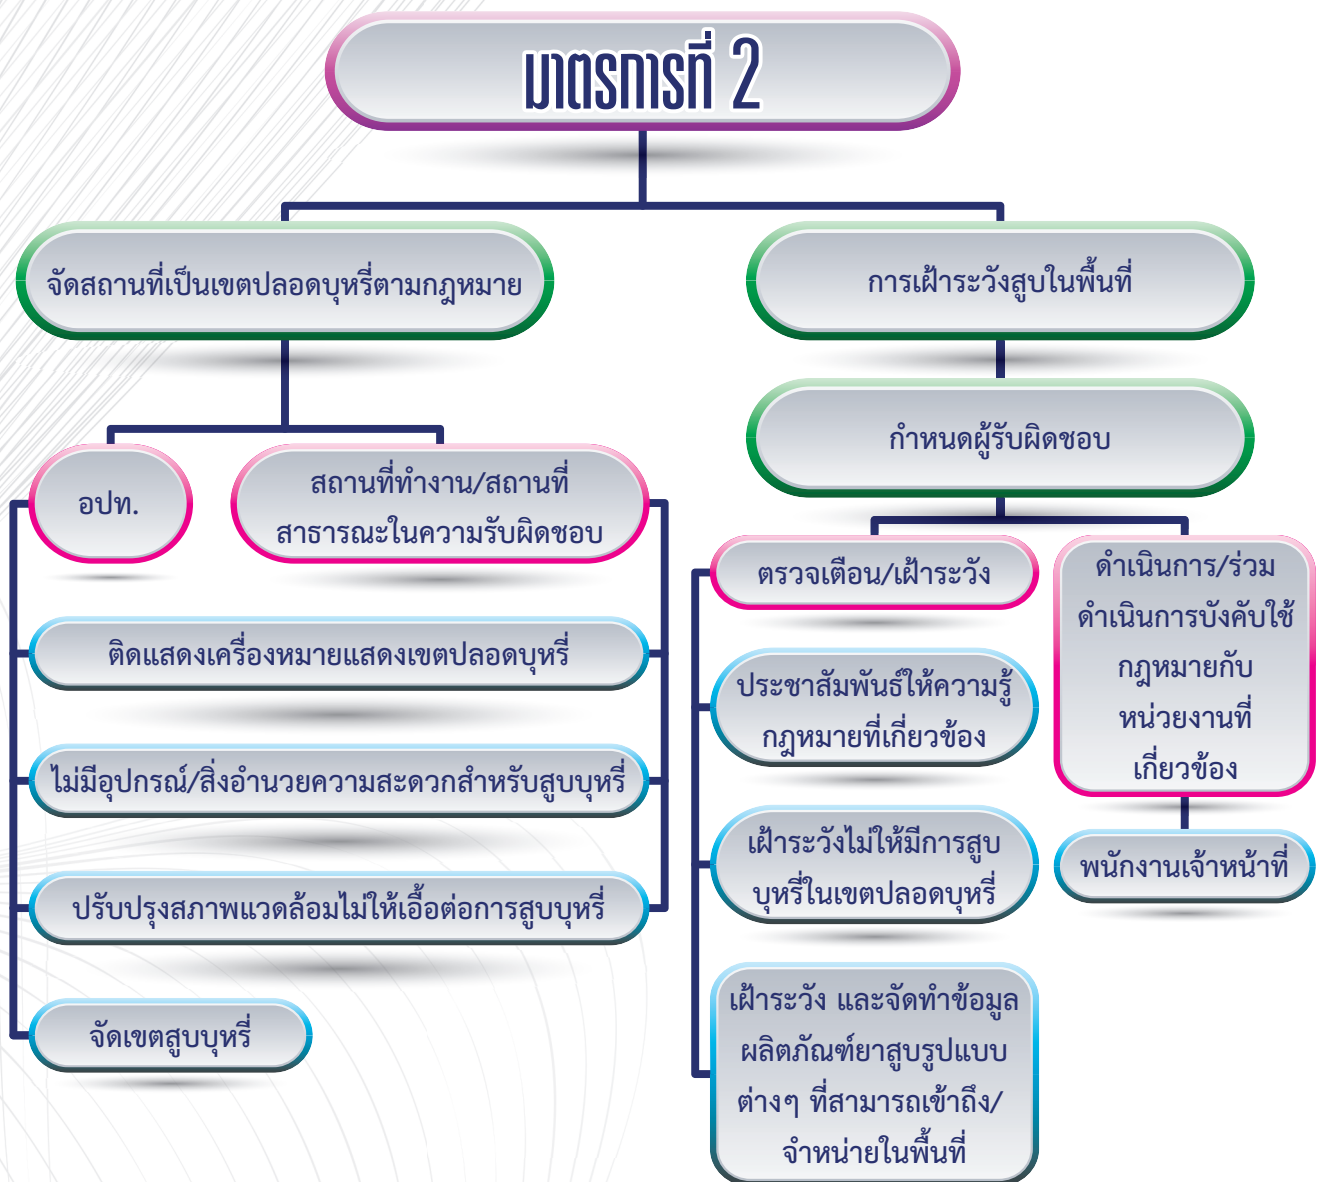 มาตรการที่ 2
จัดสถานที่เป็นเขตปลอดบุหรี่ตามกฎหมาย
อปท.
สถานที่ทำงาน/สถานที่
สาธารณะในความรับผิดชอบ
ติดแสดงเครื่องหมายแสดงเขตปลอดบุหรี่
ไม่มีอุปกรณ์/สิ่งอำนวยความสะดวกสำหรับสูบบุหรี่
ปรับปรุงสภาพแวดล้อมไม่ให้เอื้อต่อการสูบบุหรี่
จัดเขตสูบบุหรี่
การเฝ้าระวังสูบในพื้นที่
กำหนดผู้รับผิดชอบ
ตรวจเตือน/เฝ้าระวัง
ประชาสัมพันธ์ให้ความรู้
กฎหมายที่เกี่ยวข้อง
เฝ้าระวังไม่ให้มีการสูบ
บุหรี่ในเขตปลอดบุหรี่
เฝ้าระวัง และจัดทำข้อมูล
ผลิตภัณฑ์ยาสูบรูปแบบ
ต่างๆ ที่สามารถเข้าถึง/
จำหน่ายในพื้นที่
ดำเนินการ/ร่วม
ดำเนินการบังคับใช้
กฎหมายกับ
หน่วยงานที่
เกี่ยวข้อง
พนักงานเจ้าหน้าที่